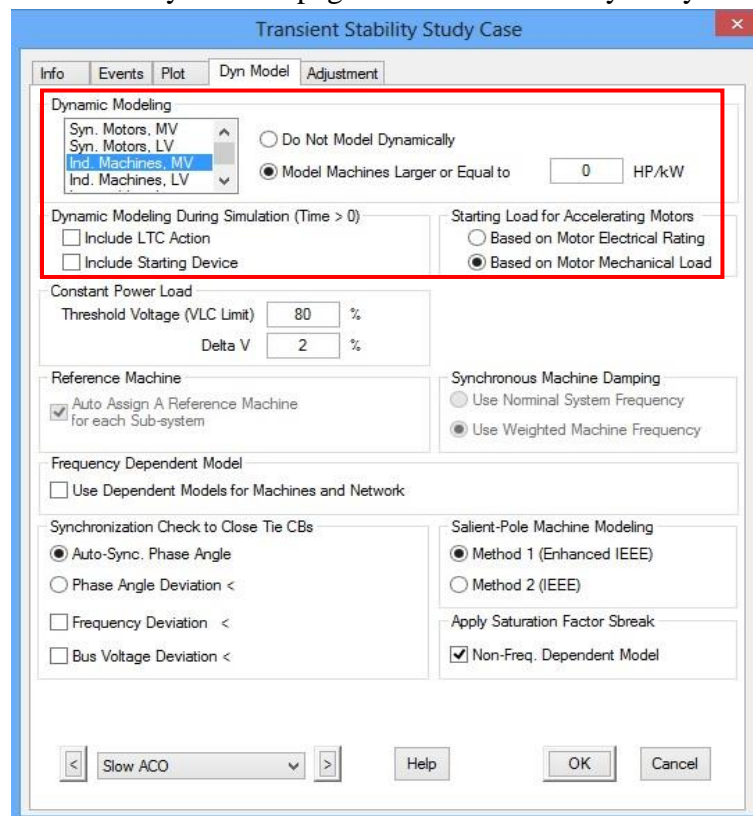 Transient Stability Study Case
Info Events Plot Dyn Model Adjustment
Dynamic Modeling
Syn. Motors, MV
Syn. Motors, LV
Ind. Machines, MV
Ind. Machines, LV
Do Not Model Dynamically
Model Machines Larger or Equal to 0 HP/kW
Dynamic Modeling During Simulation (Time > 0)
Include LTC Action
Include Starting Device
Starting Load for Accelerating Motors
Based on Motor Electrical Rating
Based on Motor Mechanical Load
Constant Power Load
Threshold Voltage (VLC Limit) 80 %
Delta V 2 %
Reference Machine
Auto Assign A Reference Machine
for each Sub-system
Synchronous Machine Damping
Use Nominal System Frequency
Use Weighted Machine Frequency
Frequency Dependent Model
Use Dependent Models for Machines and Network
Synchronization Check to Close Tie CBs
Auto-Sync. Phase Angle
Phase Angle Deviation <
Frequency Deviation <
Bus Voltage Deviation <
Salient-Pole Machine Modeling
Method 1 (Enhanced IEEE)
Method 2 (IEEE)
Apply Saturation Factor Sbreak
Non-Freq. Dependent Model
< Slow ACO > Help OK Cancel